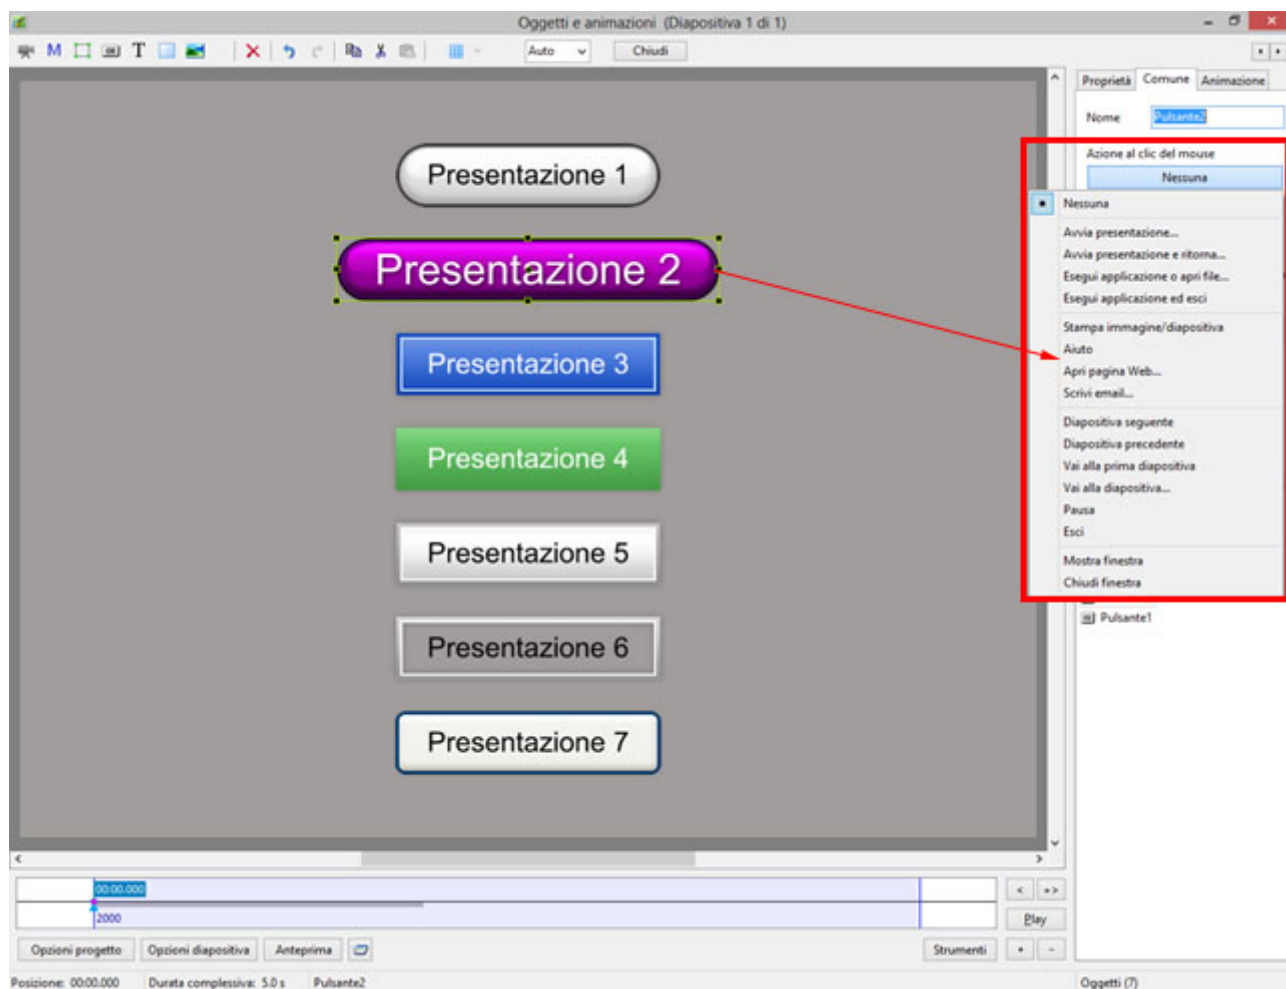 Oggetti e animazioni (Diapositiva 1 di 1)
M T Auto Chiudi
Proprietà Comune Animazione
Nome Pulsante2
Azione al clic del mouse
Nessuna
Nessuna
Avvia presentazione...
Avvia presentazione e ritorna...
Esegui applicazione o apri file...
Esegui applicazione ed esci
Stampa immagine/diapositiva
Aiuto
Apri pagina Web...
Scrivi email...
Diapositiva seguente
Diapositiva precedente
Vai alla prima diapositiva
Vai alla diapositiva...
Pausa
Esci
Mostra finestra
Chiudi finestra
Pulsante1
Presentazione 1
Presentazione 2
Presentazione 3
Presentazione 4
Presentazione 5
Presentazione 6
Presentazione 7
00:00.000
2000
Play
Opzioni progetto Opzioni diapositiva Anteprima Strumenti + -
Posizione: 00:00.000 Durata complessiva: 5.0 s Pulsante2 Oggetti (7)